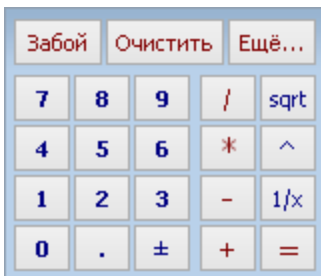 Забой Очистить Ещё...
7 8 9 / sqrt
4 5 6 * ^
1 2 3 - 1/x
0 . ± + =